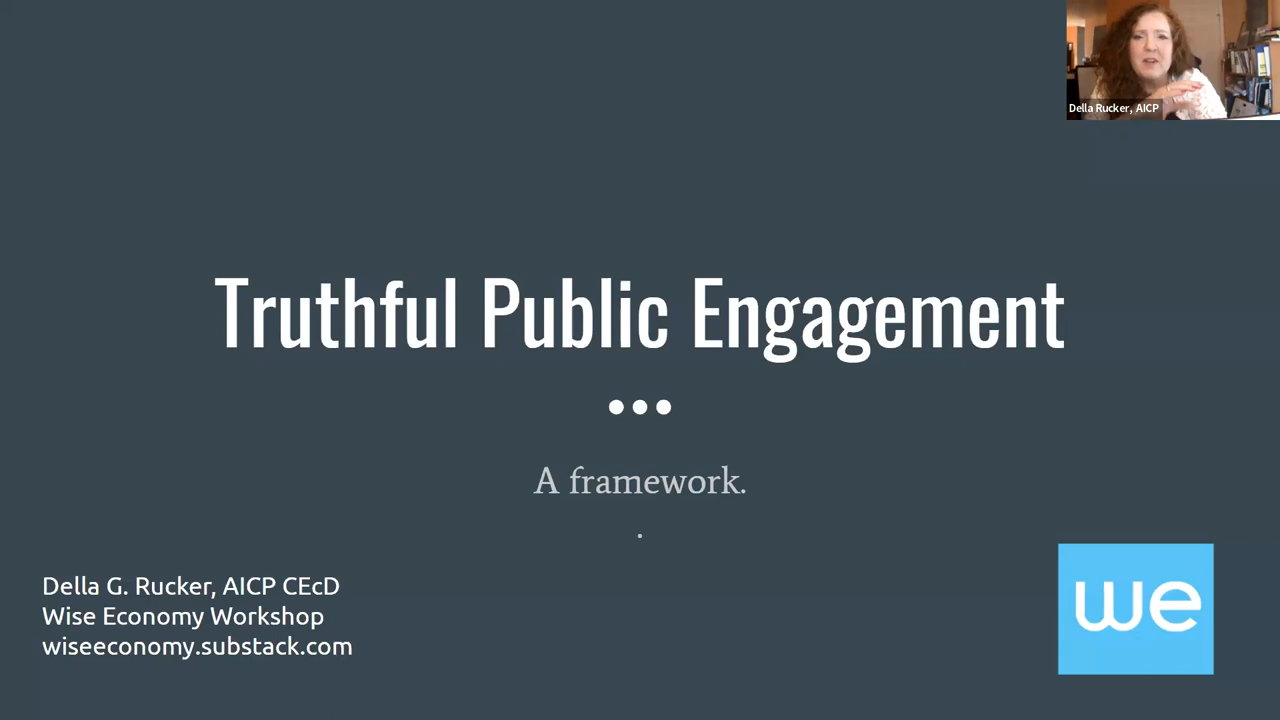 Della Rucker, AICP
Truthful Public Engagement
A framework.
.
Della G. Rucker, AICP CEcD
Wise Economy Workshop
wiseeconomy.substack.com
we